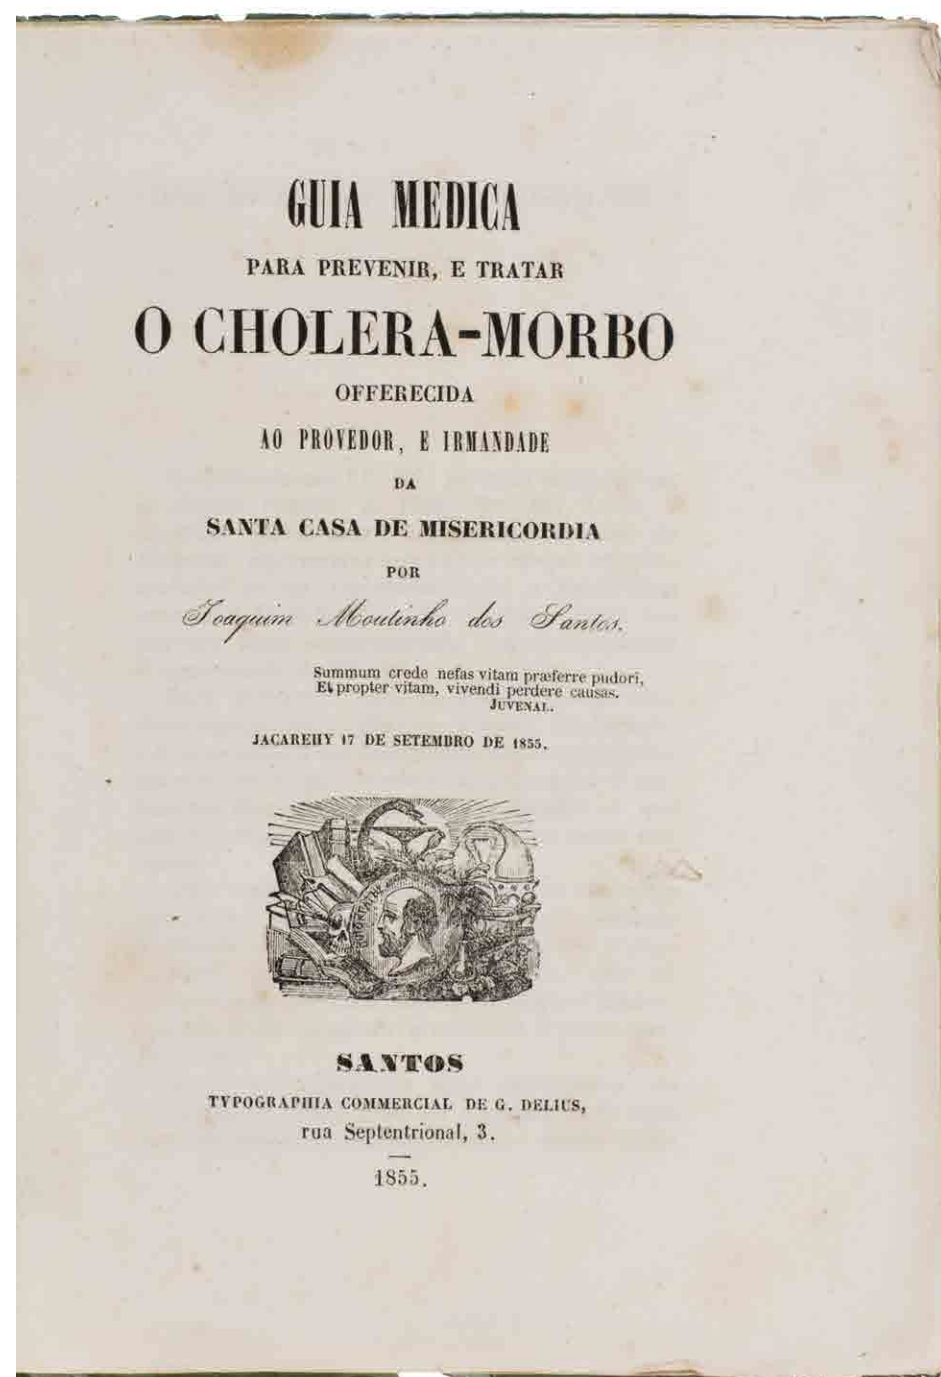 GUIA MEDICA
PARA PREVENIR, E TRATAR
O CHOLERA-MORBO
OFFERECIDA
AO PROVEDOR, E IRMANDADE
DA
SANTA CASA DE MISERICORDIA
POR
Joaquim Moutinho dos Santos.
Summum crede nefas vitam præferre pudori,
Et propter vitam, vivendi perdere causas.
JUVENAL.
JACAREHY 17 DE SETEMBRO DE 1855.
SANTOS
TYPOGRAPHIA COMMERCIAL DE G. DELIUS,
rua Septentrional, 3.
1855.